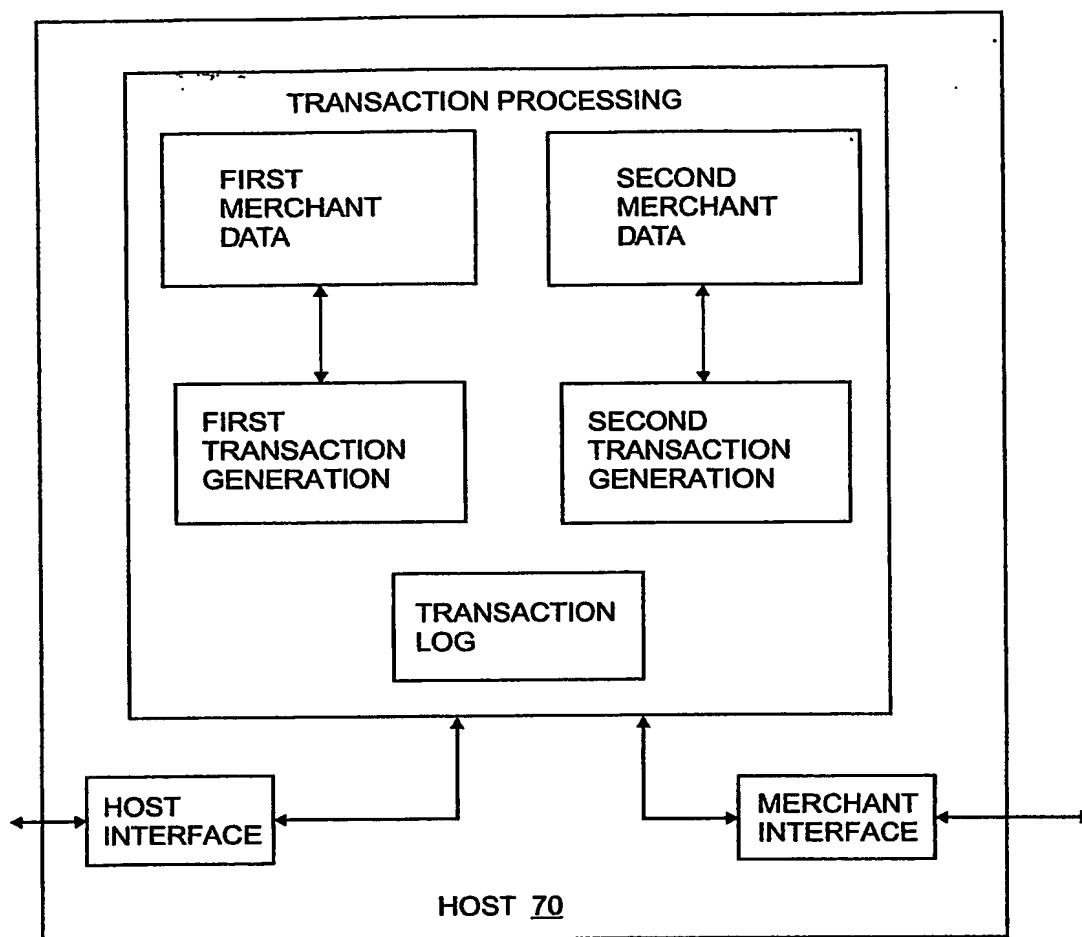 TRANSACTION PROCESSING
FIRST
MERCHANT
DATA
SECOND
MERCHANT
DATA
FIRST
TRANSACTION
GENERATION
SECOND
TRANSACTION
GENERATION
TRANSACTION
LOG
HOST
INTERFACE
MERCHANT
INTERFACE
HOST 70